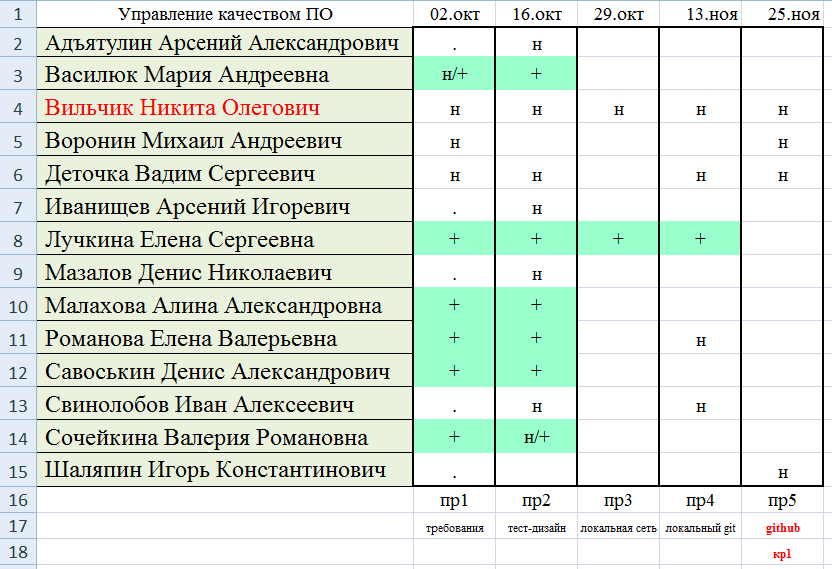 1 Управление качеством ПО 02.окт 16.окт 29.окт 13.ноя 25.ноя
2 Адъятулин Арсений Александрович . н
3 Василюк Мария Андреевна н/+ +
4 Вильчик Никита Олегович н н н н н
5 Воронин Михаил Андреевич н н
6 Деточка Вадим Сергеевич н н н н
7 Иванищев Арсений Игоревич . н
8 Лучкина Елена Сергеевна + + + +
9 Мазалов Денис Николаевич . н
10 Малахова Алина Александровна + +
11 Романова Елена Валерьевна + + н
12 Савоськин Денис Александрович + +
13 Свинолобов Иван Алексеевич . н н
14 Сочейкина Валерия Романовна + н/+
15 Шаляпин Игорь Константинович . н
16 пр1 пр2 пр3 пр4 пр5
17 требования тест-дизайн локальная сеть локальный git github
18 кр1